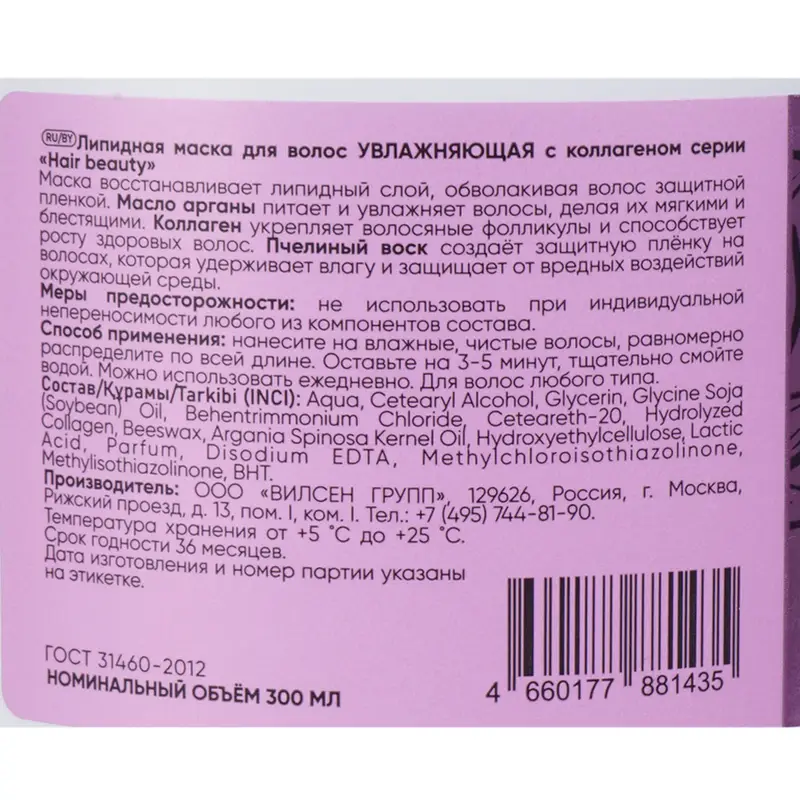 RU/BY Липидная маска для волос УВЛАЖНЯЮЩАЯ с коллагеном серии
«Hair beauty»
Маска восстанавливает липидный слой, обволакивая волос защитной
пленкой. Масло арганы питает и увлажняет волосы, делая их мягкими и
блестящими. Коллаген укрепляет волосяные фолликулы и способствует
росту здоровых волос. Пчелиный воск создаёт защитную плёнку на
волосах, которая удерживает влагу и защищает от вредных воздействий
окружающей среды.
Меры предосторожности: не использовать при индивидуальной
непереносимости любого из компонентов состава.
Способ применения: нанесите на влажные, чистые волосы, равномерно
распределите по всей длине. Оставьте на 3-5 минут, тщательно смойте
водой. Можно использовать ежедневно. Для волос любого типа.
Состав/Құрамы/Tarkibi (INCI): Aqua, Cetearyl Alcohol, Glycerin, Glycine Soja
(Soybean) Oil, Behentrimmonium Chloride, Ceteareth-20, Hydrolyzed
Collagen, Beeswax, Argania Spinosa Kernel Oil, Hydroxyethylcellulose, Lactic
Acid, Parfum, Disodium EDTA, Methylchloroisothiazolinone,
Methylisothiazolinone, BHT.
Производитель: ООО «ВИЛСЕН ГРУПП», 129626, Россия, г. Москва,
Рижский проезд, д. 13, пом. I, ком. I. Тел.: +7 (495) 744-81-90.
Температура хранения от +5 °C до +25 °C.
Срок годности 36 месяцев.
Дата изготовления и номер партии указаны
на этикетке.
ГОСТ 31460-2012
НОМИНАЛЬНЫЙ ОБЪЁМ 300 МЛ
4 660177 881435